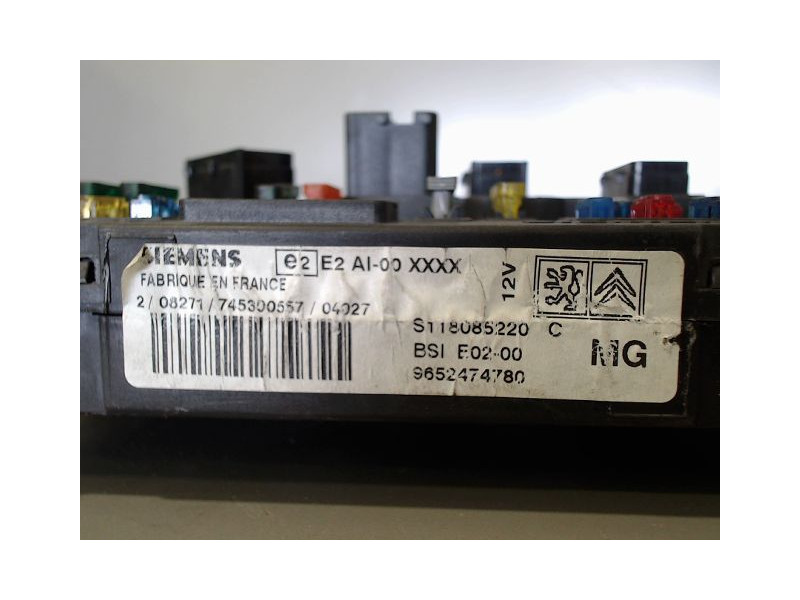 SIEMENS e2 E2 AI-00 XXXX
FABRIQUE EN FRANCE
12V
2/ 08271/745300557/04027
S118085220 C
BSI E02-00
MG
9652474780